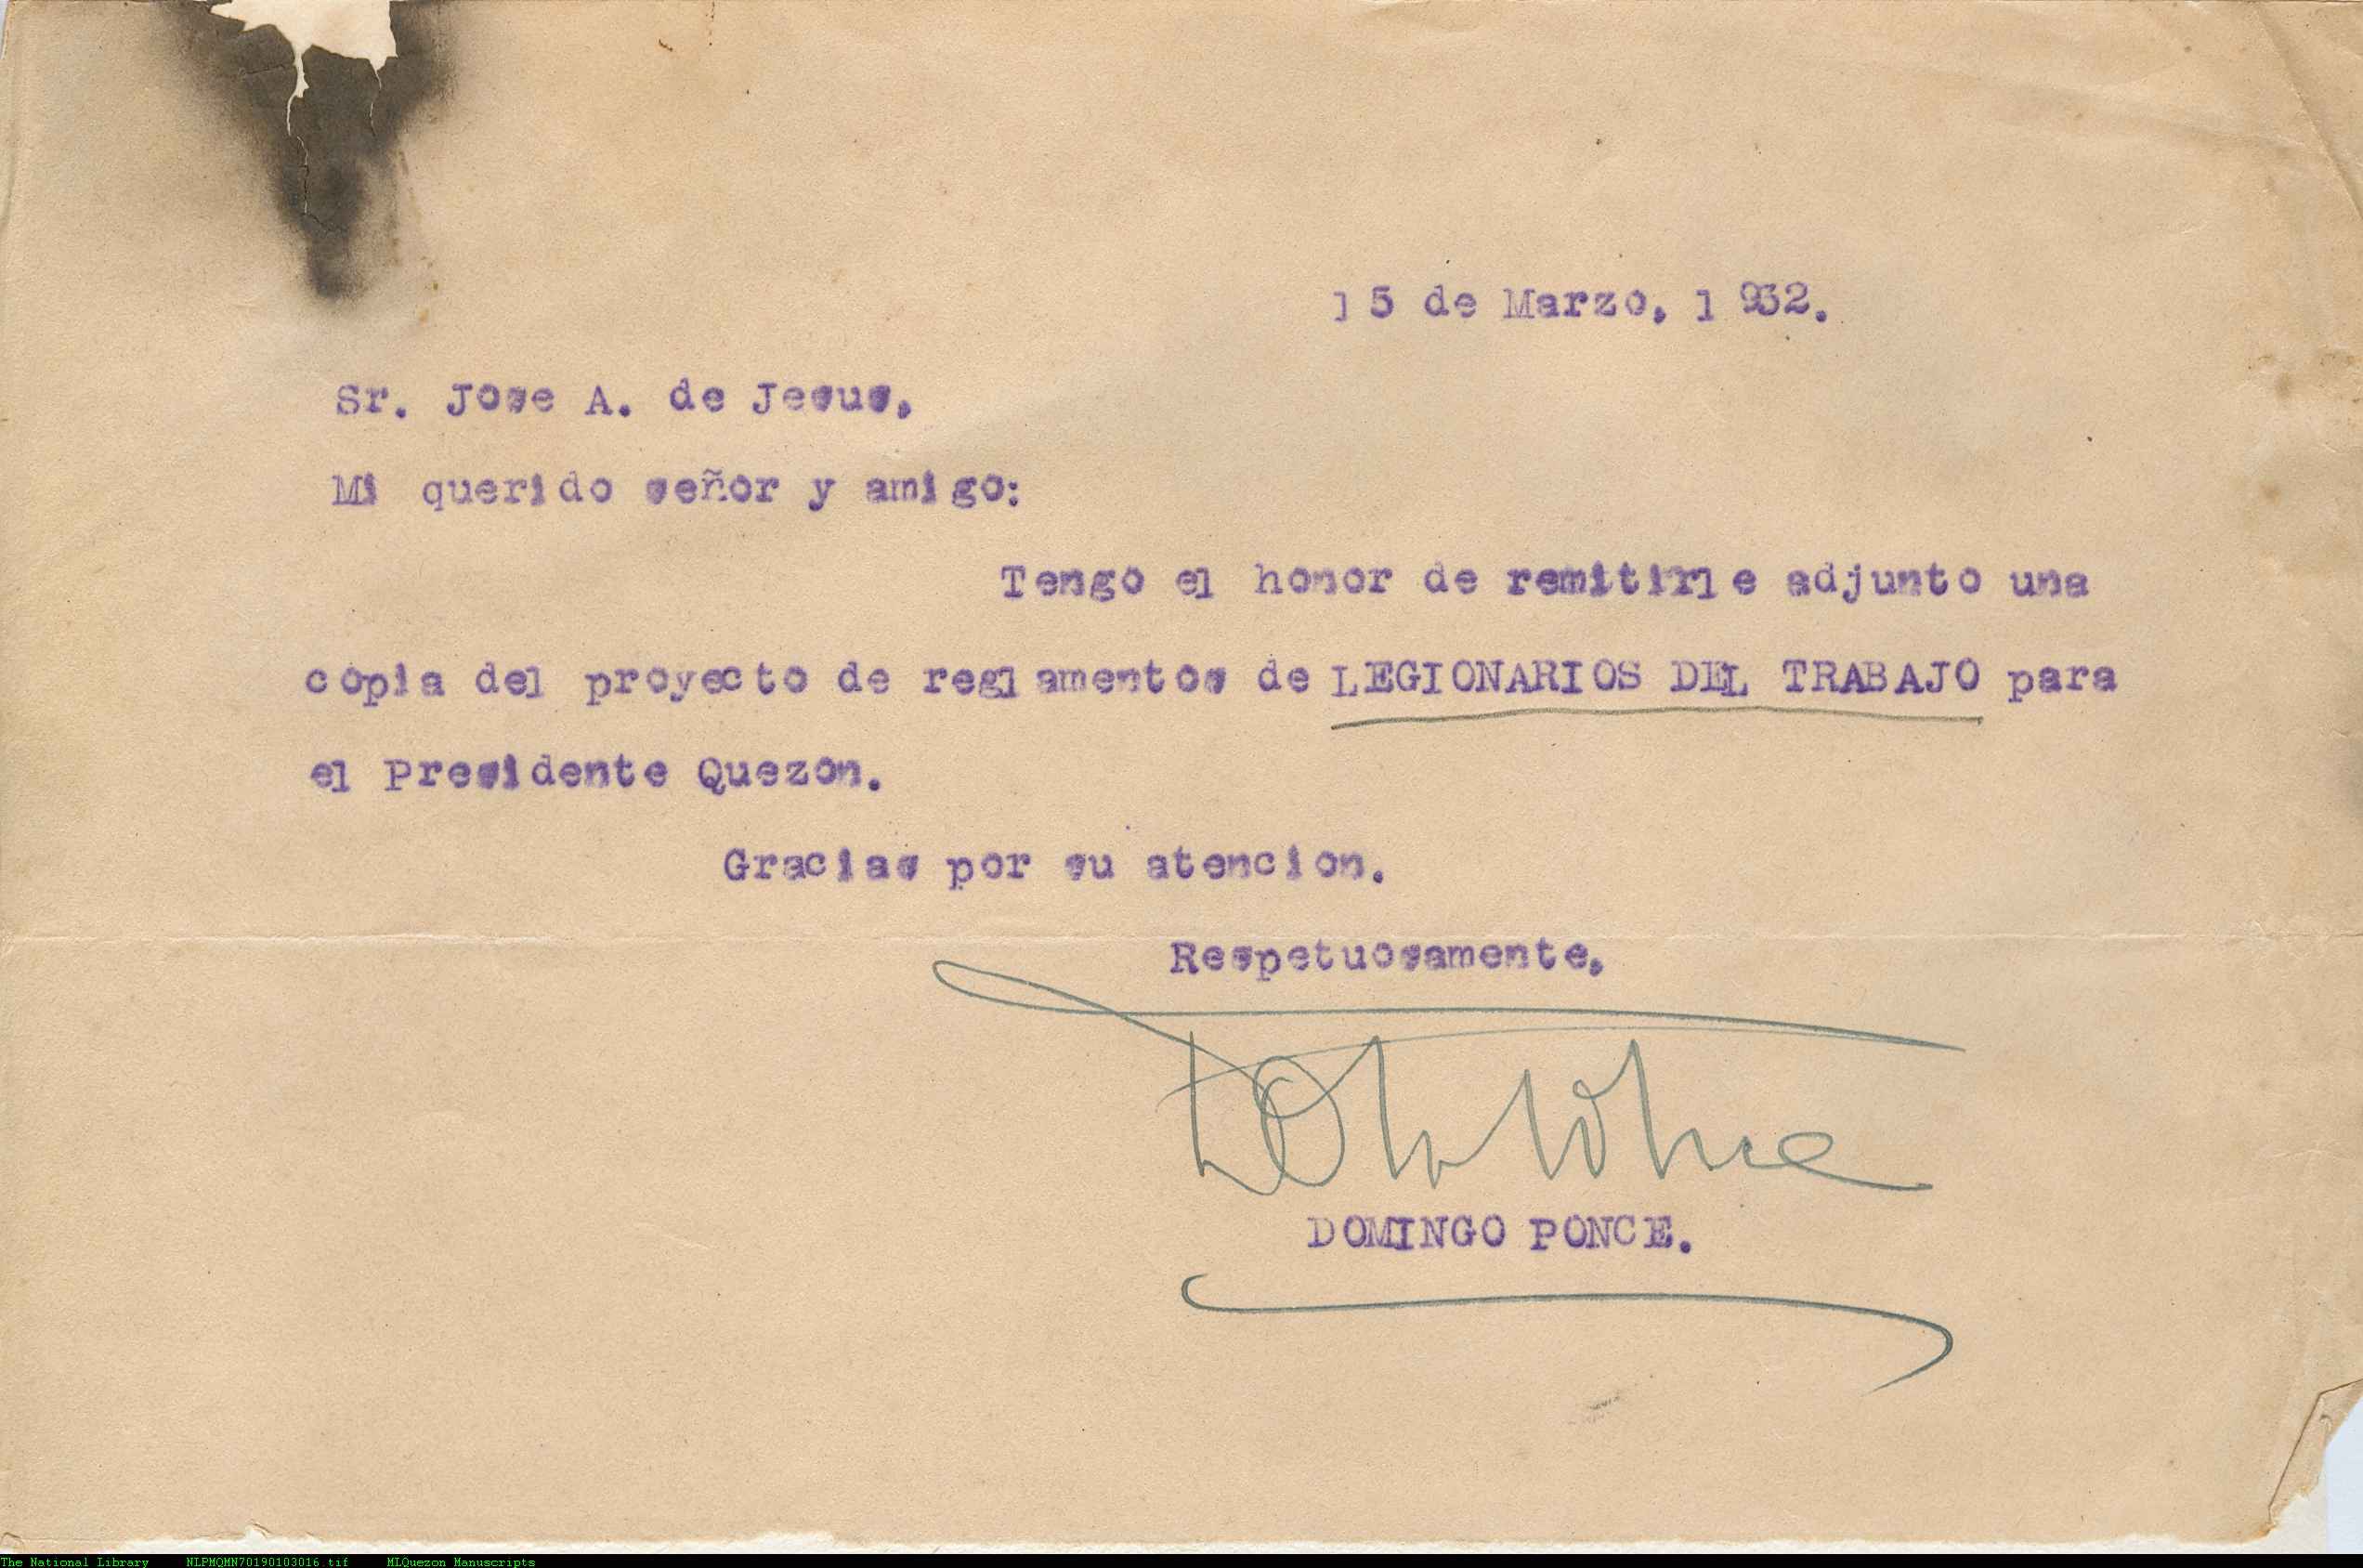 15 de Marzo, 1932.
Sr. Jose A. de Jesus,
Mi querido señor y amigo:
Tengo el honor de remitirle adjunto una
copia del proyecto de reglamentos de LEGIONARIOS DEL TRABAJO para
el Presidente Quezon.
Gracias por su atencion.
Respetuosamente,
DOMINGO PONCE.
The National Library NLPMQMN70190103016.tif MLQuezon Manuscripts